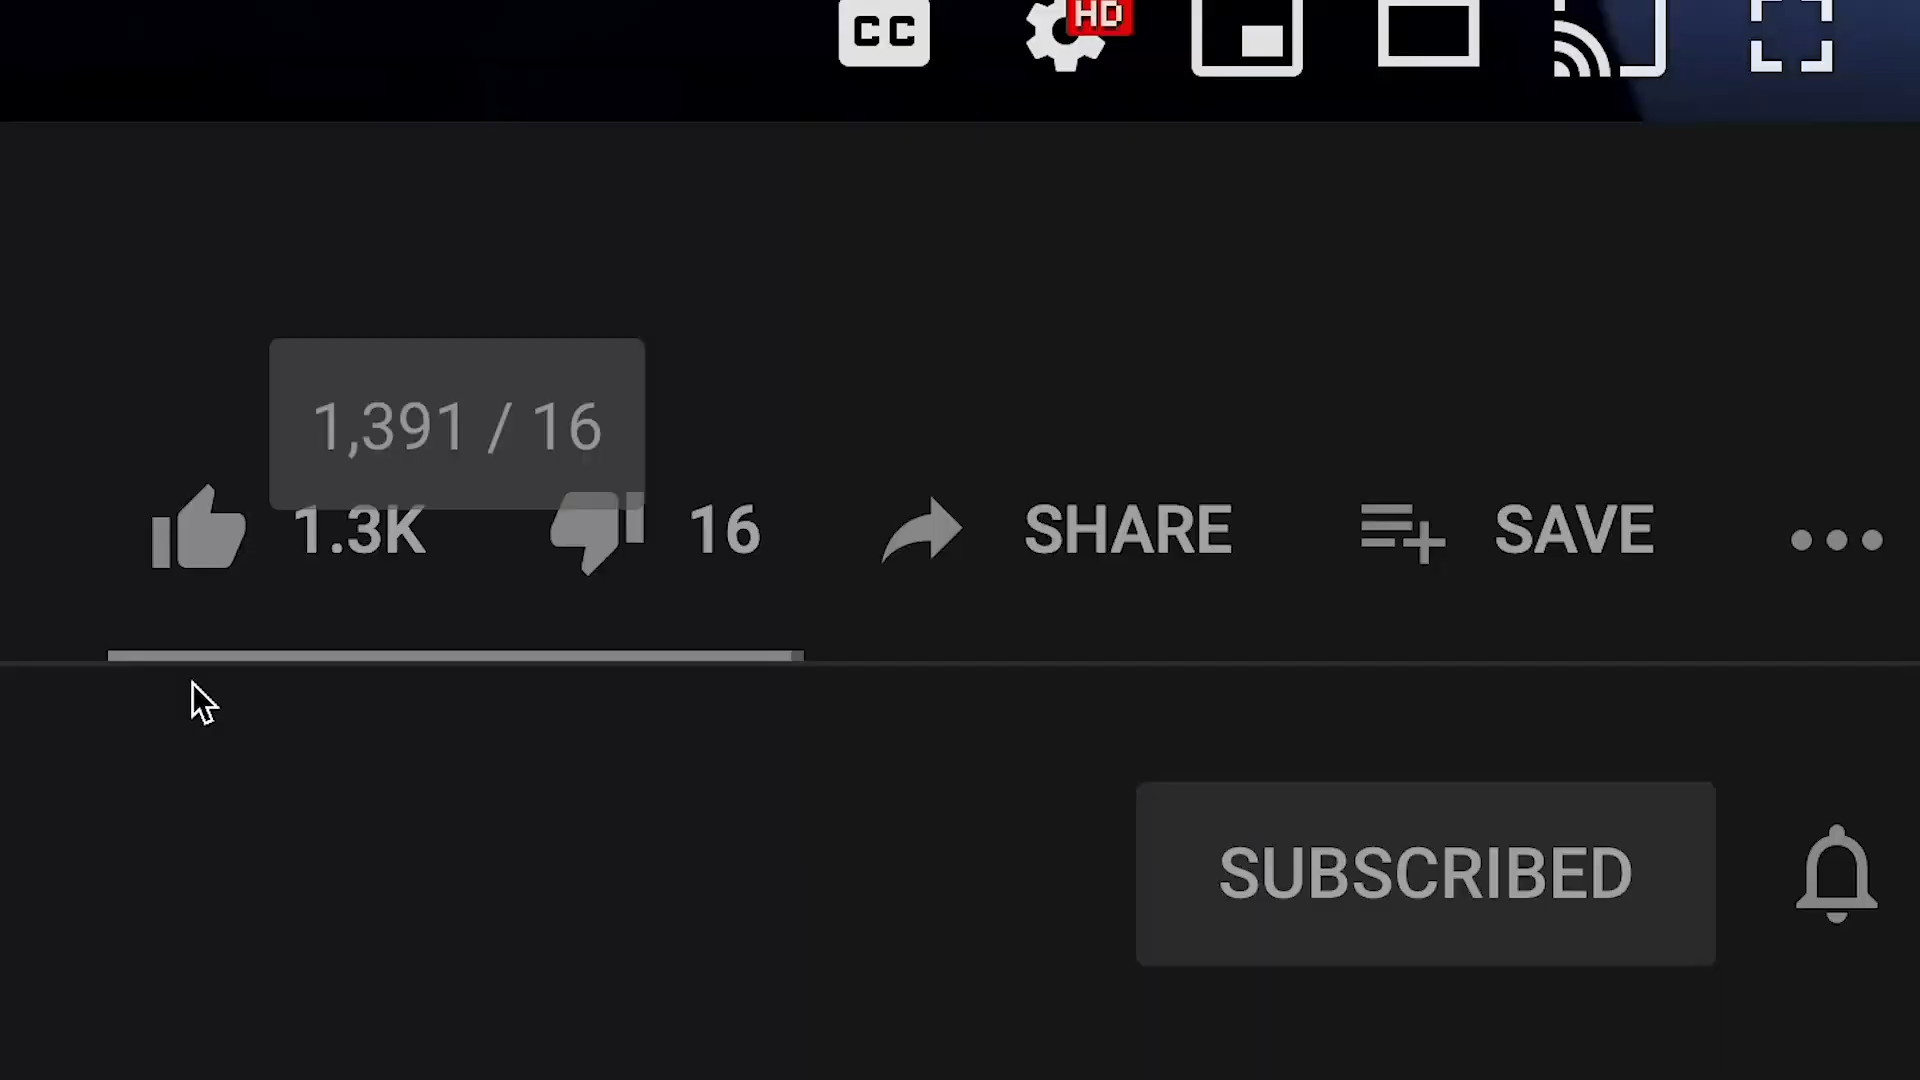 CC
HD
1,391 / 16
1.3K
16
SHARE
SAVE
SUBSCRIBED